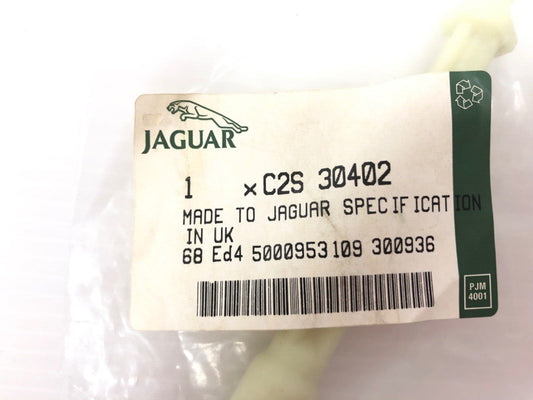 JAGUAR
1 x C2S 30402
MADE TO JAGUAR SPECIFICATION
IN UK
68 Ed4 5000953109 300936
PJM
4001